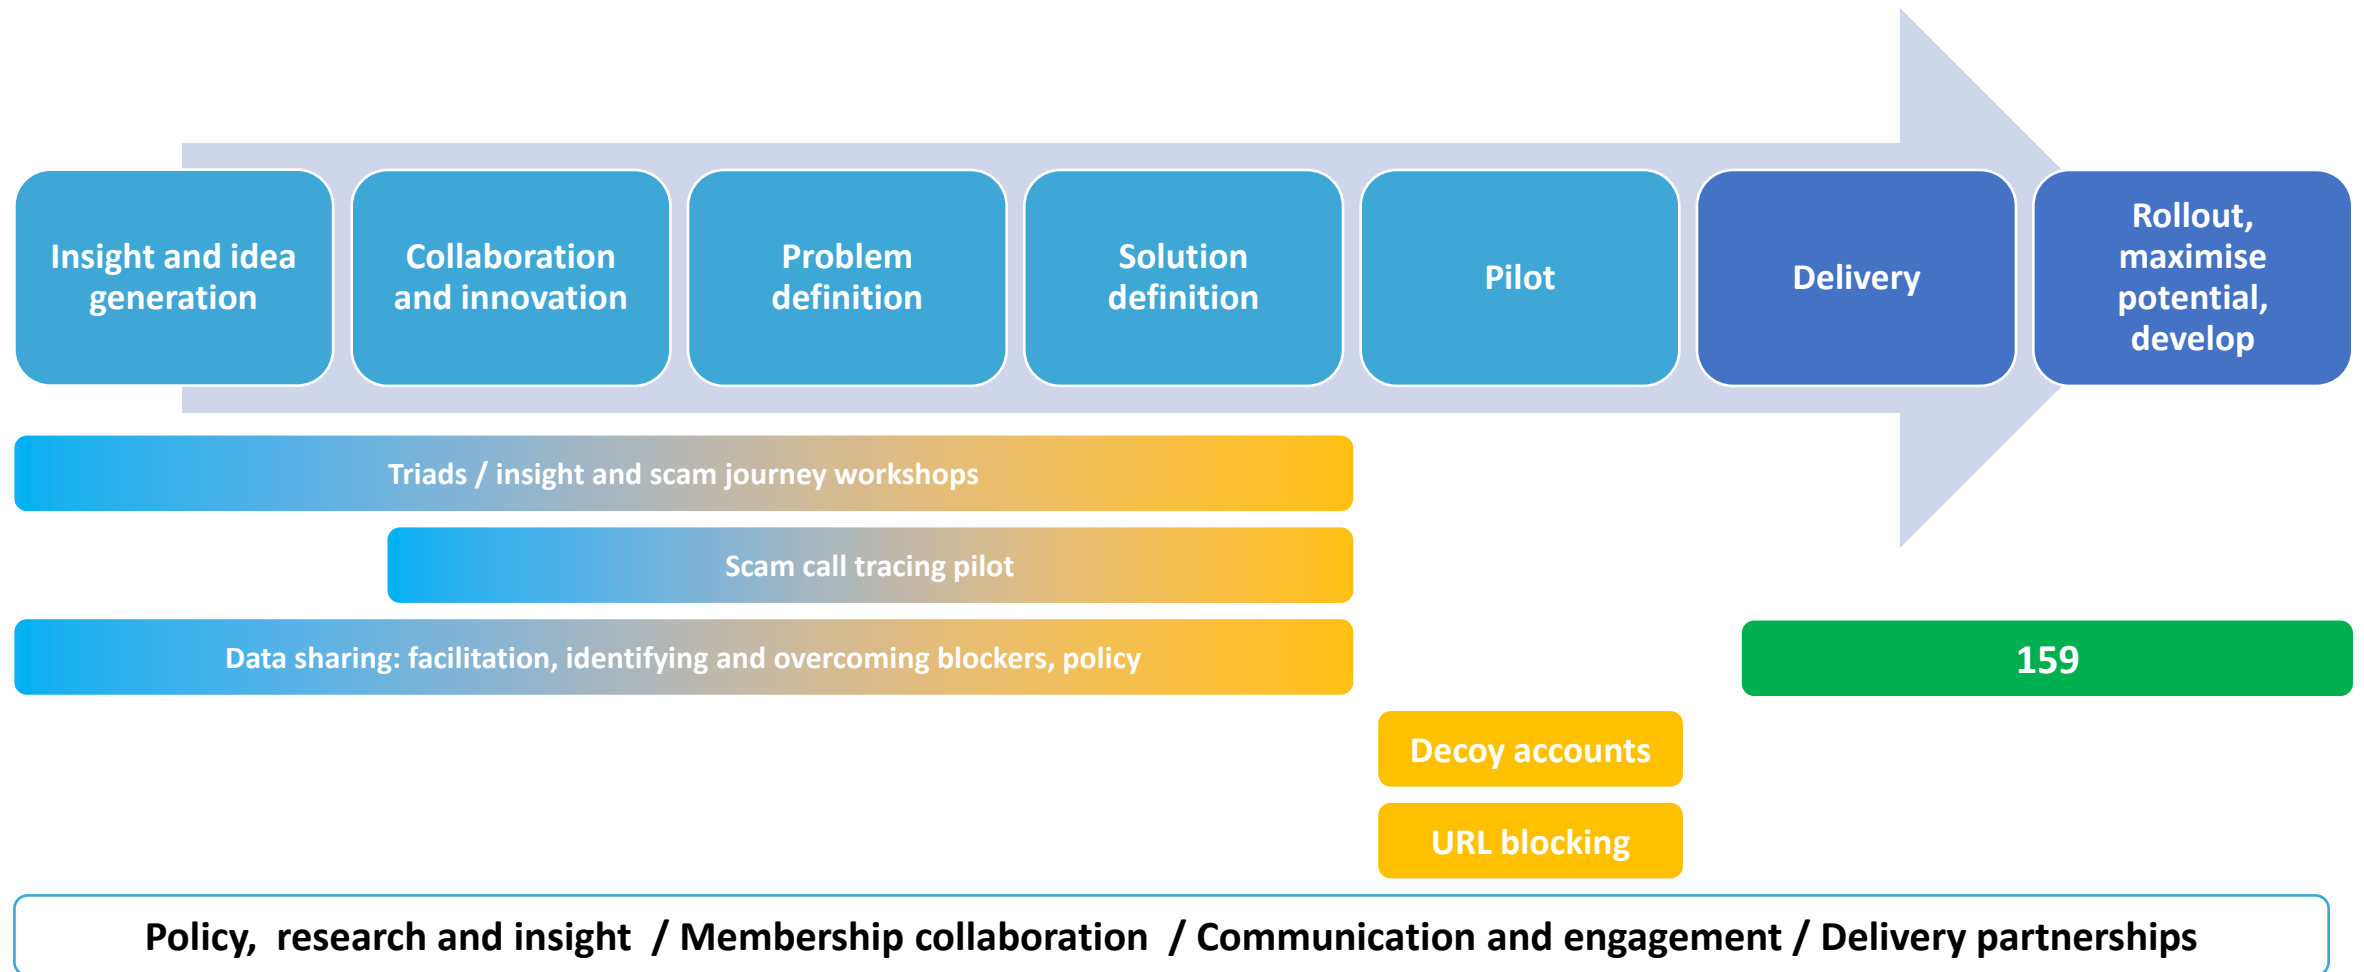 Insight and idea
generation
Collaboration
and innovation
Problem
definition
Solution
definition
Pilot
Delivery
Rollout,
maximise
potential,
develop
Triads / insight and scam journey workshops
Scam call tracing pilot
Data sharing: facilitation, identifying and overcoming blockers, policy
159
Decoy accounts
URL blocking
Policy,  research and insight  / Membership collaboration  / Communication and engagement / Delivery partnerships